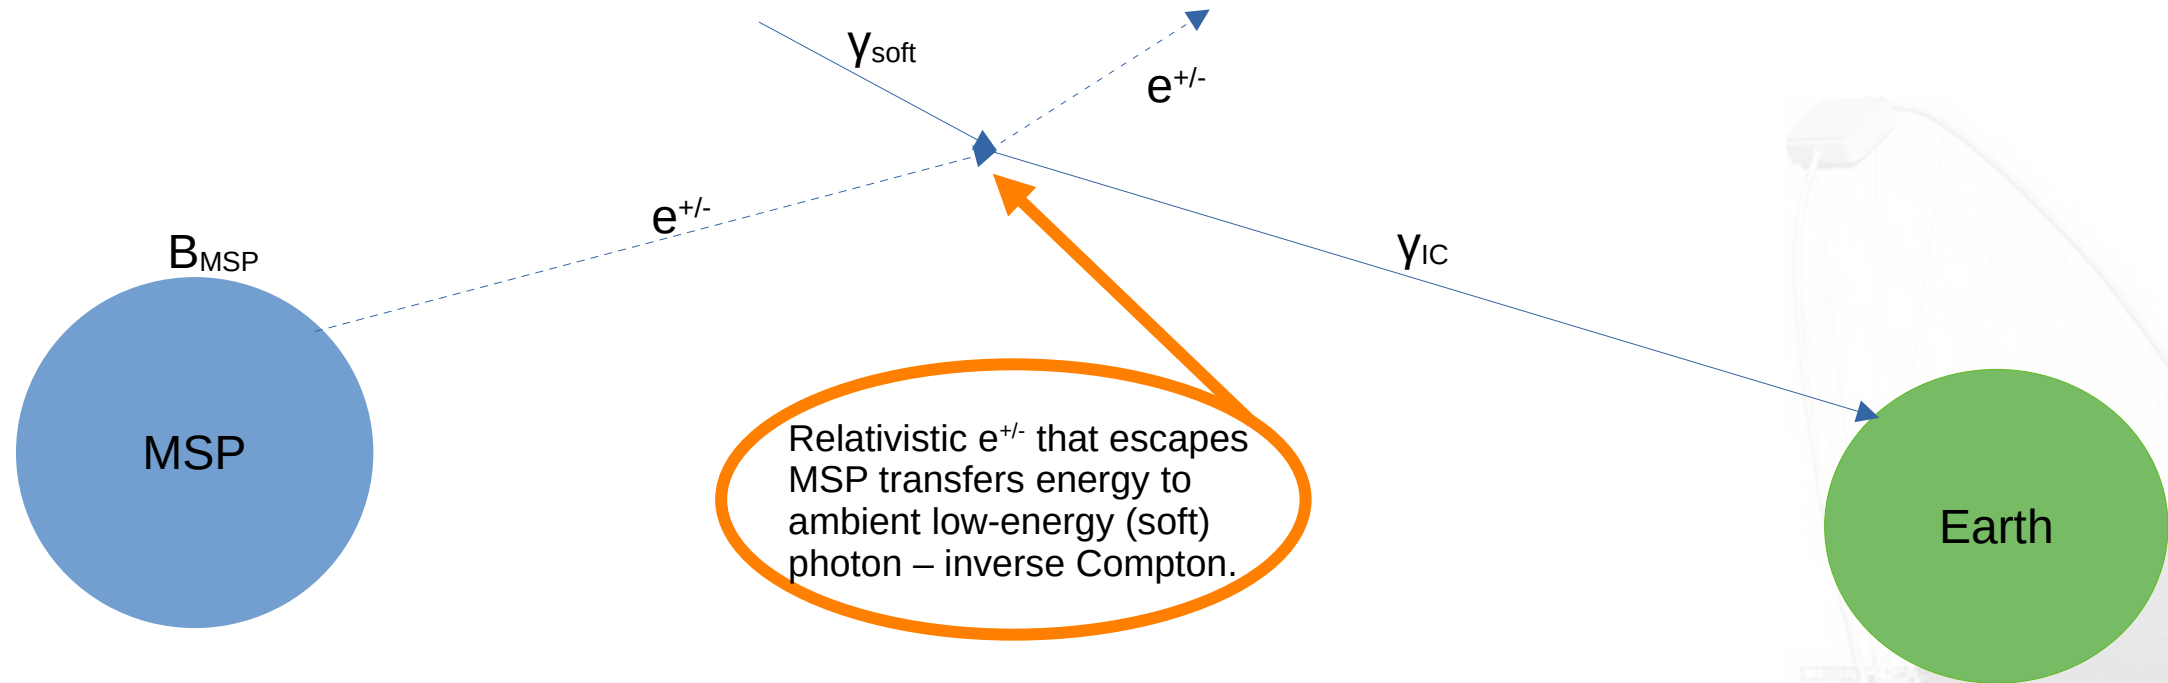 γsoft
e+/-
e+/-
BMSP
γIC
MSP
Relativistic e+/- that escapes
MSP transfers energy to
ambient low-energy (soft)
photon – inverse Compton.
Earth